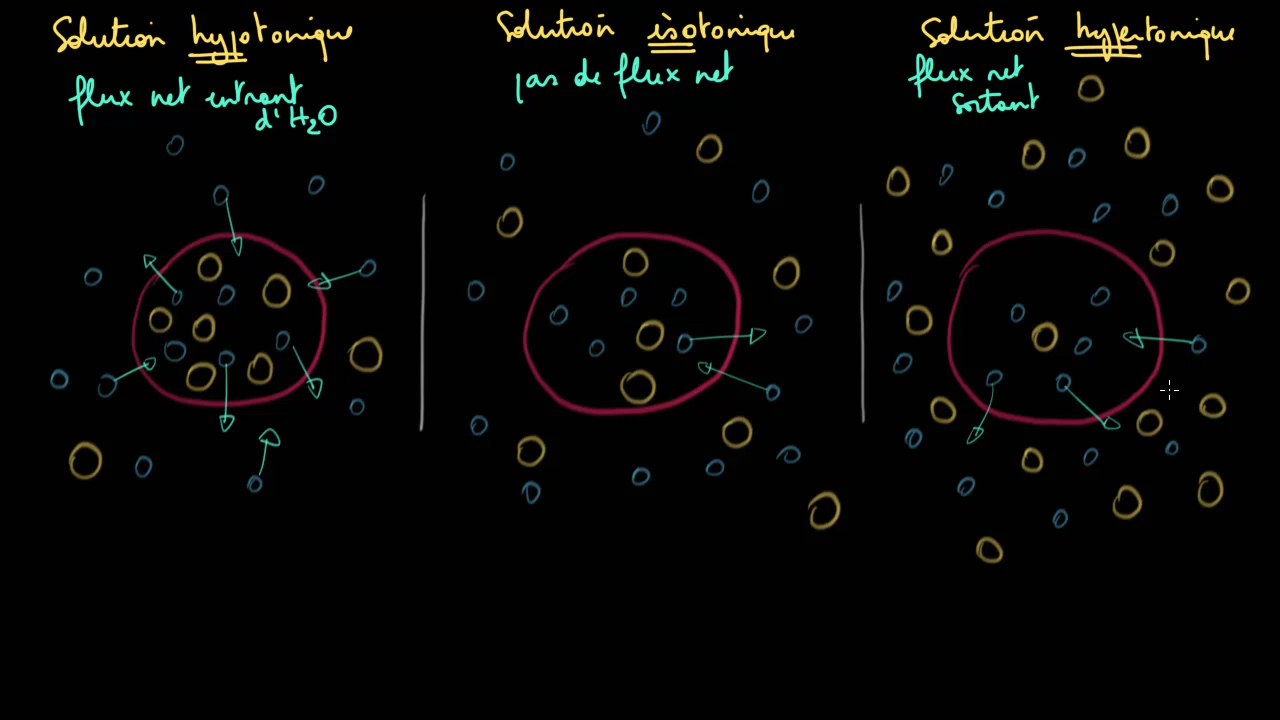 Solution hypotonique
flux net entrant
d'H2O
Solution isotonique
pas de flux net
Solution hypertonique
flux net
sortant